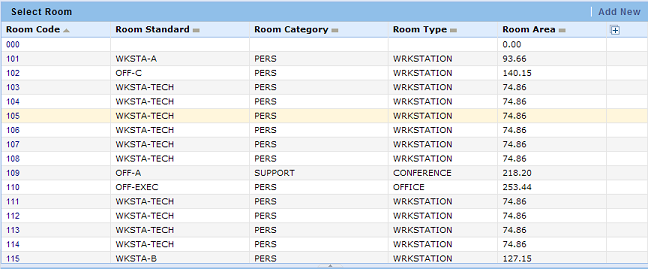 Select Room Add New
Room Code Room Standard Room Category Room Type Room Area
000 0.00
101 WKSTA-A PERS WRKSTATION 93.66
102 OFF-C PERS WRKSTATION 140.15
103 WKSTA-TECH PERS WRKSTATION 74.86
104 WKSTA-TECH PERS WRKSTATION 74.86
105 WKSTA-TECH PERS WRKSTATION 74.86
106 WKSTA-TECH PERS WRKSTATION 74.86
107 WKSTA-TECH PERS WRKSTATION 74.86
108 WKSTA-TECH PERS WRKSTATION 74.86
109 OFF-A SUPPORT CONFERENCE 218.20
110 OFF-EXEC PERS OFFICE 253.44
111 WKSTA-TECH PERS WRKSTATION 74.86
112 WKSTA-TECH PERS WRKSTATION 74.86
113 WKSTA-TECH PERS WRKSTATION 74.86
114 WKSTA-TECH PERS WRKSTATION 74.86
115 WKSTA-B PERS WRKSTATION 127.15